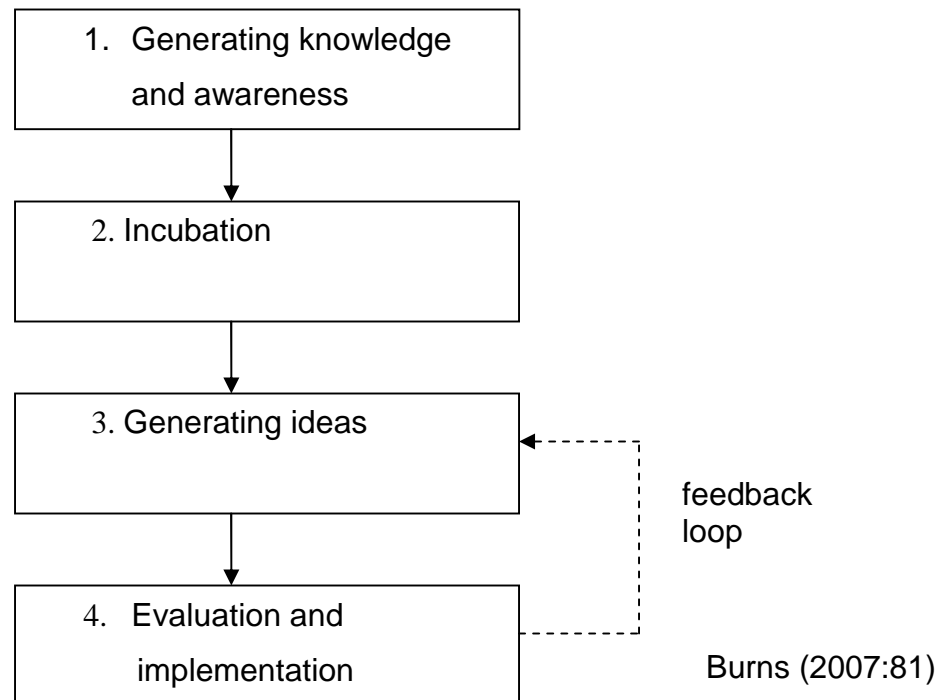 1. Generating knowledge
and awareness
2. Incubation
3. Generating ideas
feedback
loop
4. Evaluation and
implementation
Burns (2007:81)